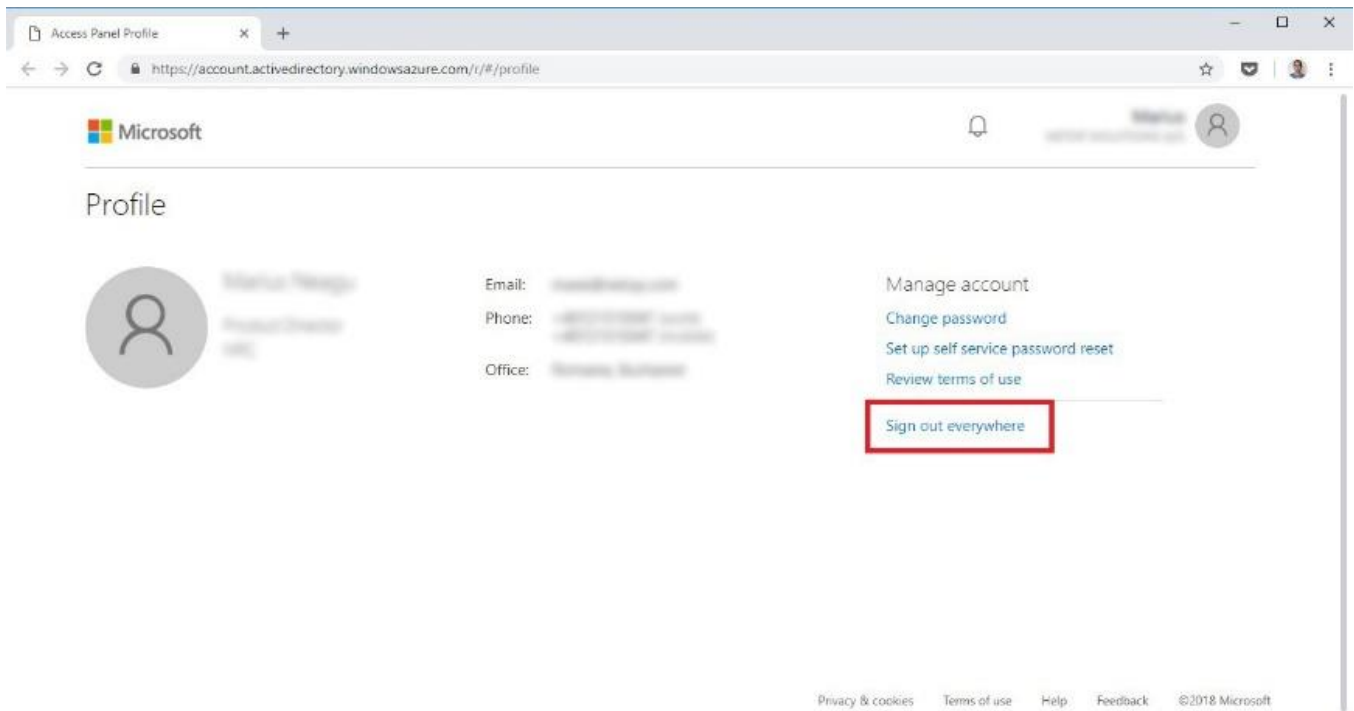 Access Panel Profile
https://account.activedirectory.windowsazure.com/r/#/profile
Microsoft
Profile
Email:
Phone:
Office:
Manage account
Change password
Set up self service password reset
Review terms of use
Sign out everywhere
Privacy & cookies Terms of use Help Feedback ©2018 Microsoft